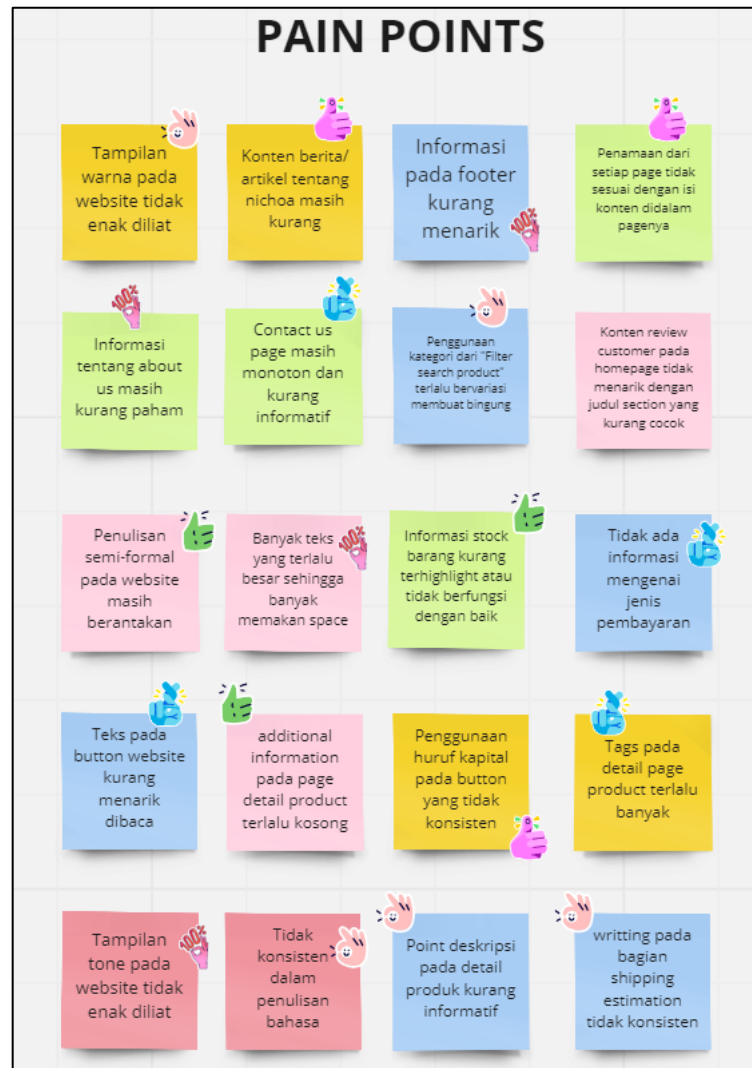 PAIN POINTS
Tampilan
warna pada
website tidak
enak diliat
Konten berita/
artikel tentang
nichoa masih
kurang
Informasi
pada footer
kurang
menarik
100%
Penamaan dari
setiap page tidak
sesuai dengan isi
konten didalam
pagenya
100%
Informasi
tentang about
us masih
kurang paham
Contact us
page masih
monoton dan
kurang
informatif
Penggunaan
kategori dari "Filter
search product"
terlalu bervariasi
membuat bingung
Konten review
customer pada
homepage tidak
menarik dengan
judul section yang
kurang cocok
Penulisan
semi-formal
pada website
masih
berantakan
Banyak teks
yang terlalu
besar sehingga
banyak
memakan space
100%
Informasi stock
barang kurang
terhighlight atau
tidak berfungsi
dengan baik
Tidak ada
informasi
mengenai
jenis
pembayaran
Teks pada
button website
kurang
menarik
dibaca
additional
information
pada page
detail product
terlalu kosong
Penggunaan
huruf kapital
pada button
yang tidak
konsisten
Tags pada
detail page
product terlalu
banyak
Tampilan
tone pada
website tidak
enak diliat
100%
Tidak
konsisten
dalam
penulisan
bahasa
Point deskripsi
pada detail
produk kurang
informatif
writting pada
bagian
shipping
estimation
tidak konsisten